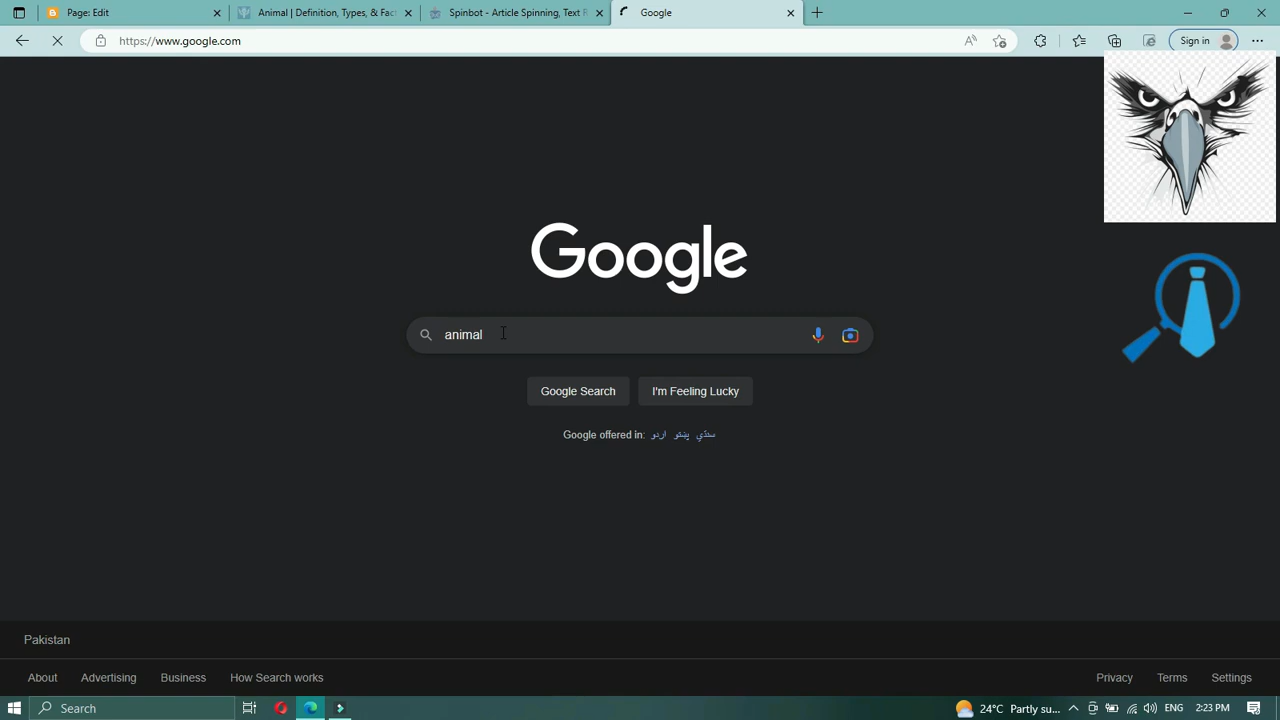 Page: Edit
Animal | Definition, Types, & Fac
Spinbot - Article Spinning, Text R
Google
https://www.google.com
Sign in
Google
animal
Google Search
I'm Feeling Lucky
Google offered in: اردو پښتو سنڌي
Pakistan
About
Advertising
Business
How Search works
Privacy
Terms
Settings
Search
24°C Partly su...
ENG
2:23 PM